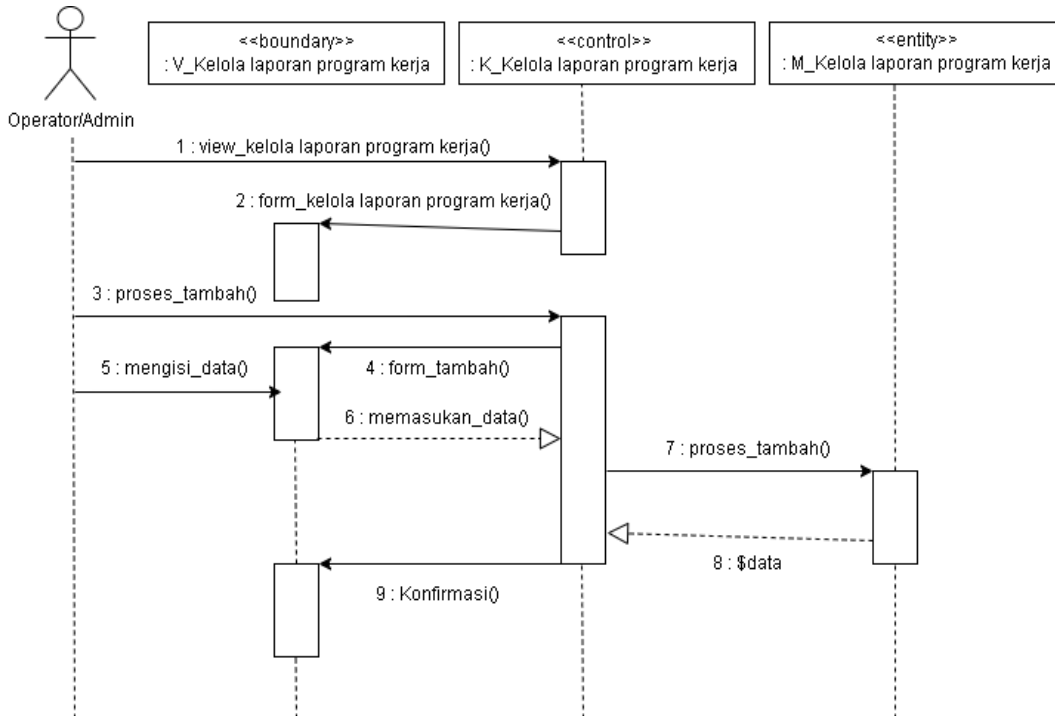 <<boundary>>
: V_Kelola laporan program kerja
<<control>>
: K_Kelola laporan program kerja
<<entity>>
: M_Kelola laporan program kerja
Operator/Admin
1 : view_kelola laporan program kerja()
2 : form_kelola laporan program kerja()
3 : proses_tambah()
5 : mengisi_data()
4 : form_tambah()
6 : memasukan_data()
7 : proses_tambah()
8 : $data
9 : Konfirmasi()